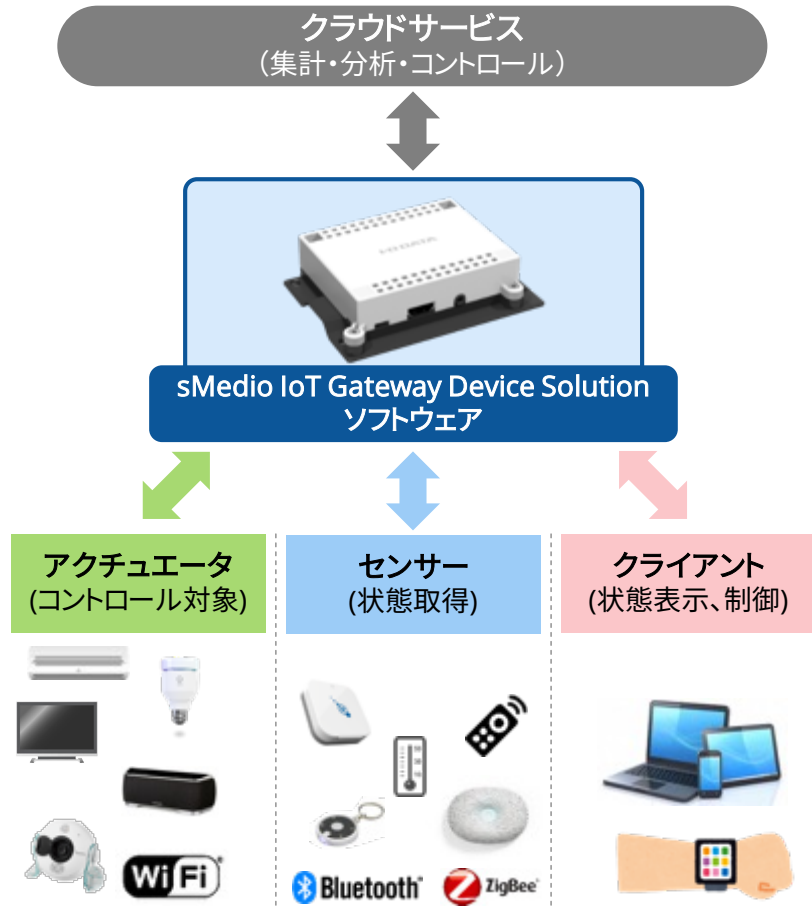 クラウドサービス
（集計・分析・コントロール）
I-O DATA
sMedio IoT Gateway Device Solution
ソフトウェア
アクチュエータ
(コントロール対象)
センサー
(状態取得)
クライアント
(状態表示、制御)
Wi Fi
Bluetooth
ZigBee